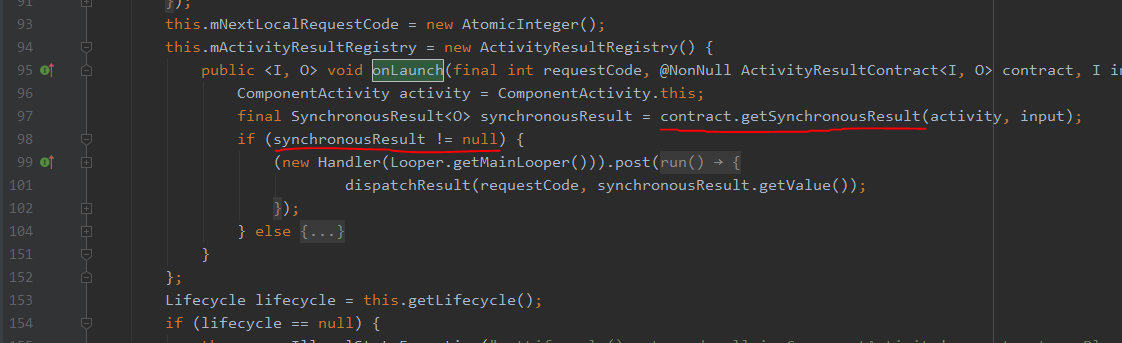 91 });
93 this.mNextLocalRequestCode = new AtomicInteger();
94 this.mActivityResultRegistry = new ActivityResultRegistry() {
95 public <I, O> void onLaunch(final int requestCode, @NonNull ActivityResultContract<I, O> contract, I in
96 ComponentActivity activity = ComponentActivity.this;
97 final SynchronousResult<O> synchronousResult = contract.getSynchronousResult(activity, input);
98 if (synchronousResult != null) {
99 (new Handler(Looper.getMainLooper())).post(run() → {
101 dispatchResult(requestCode, synchronousResult.getValue());
102 });
104 } else {...}
151 }
152 };
153 Lifecycle lifecycle = this.getLifecycle();
154 if (lifecycle == null) {